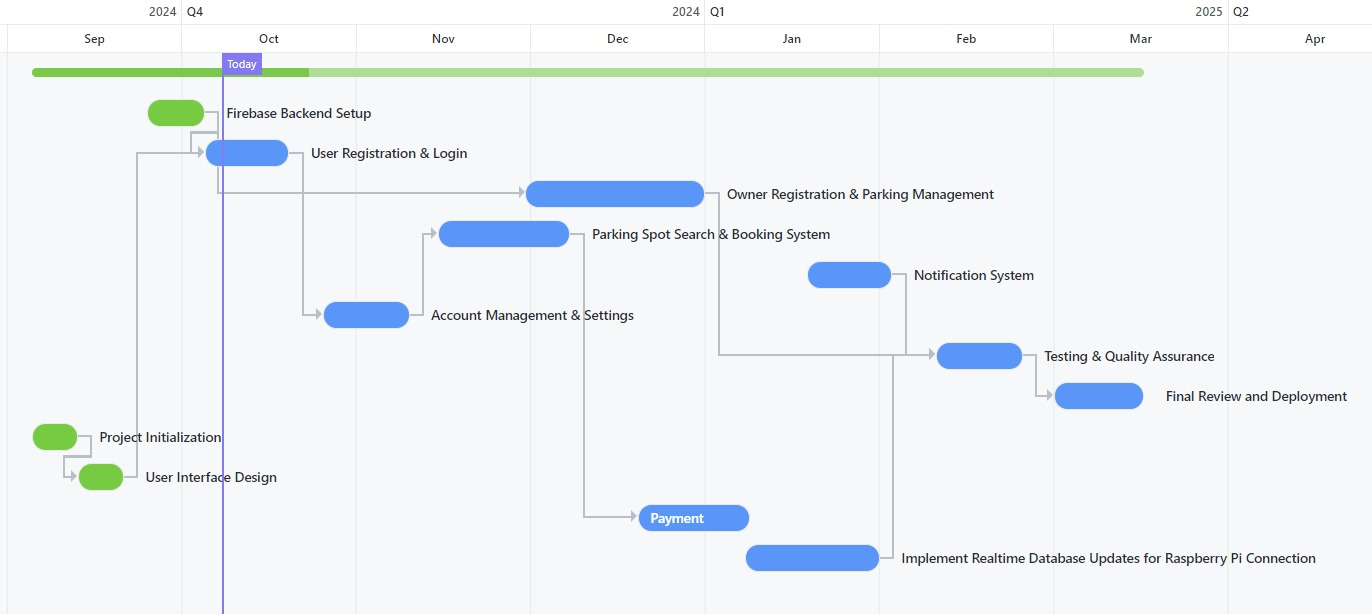 2024 Q4 2024 Q1 2025 Q2
Sep Oct Nov Dec Jan Feb Mar Apr
Today
Firebase Backend Setup
User Registration & Login
Owner Registration & Parking Management
Parking Spot Search & Booking System
Notification System
Account Management & Settings
Testing & Quality Assurance
Final Review and Deployment
Project Initialization
User Interface Design
Payment
Implement Realtime Database Updates for Raspberry Pi Connection